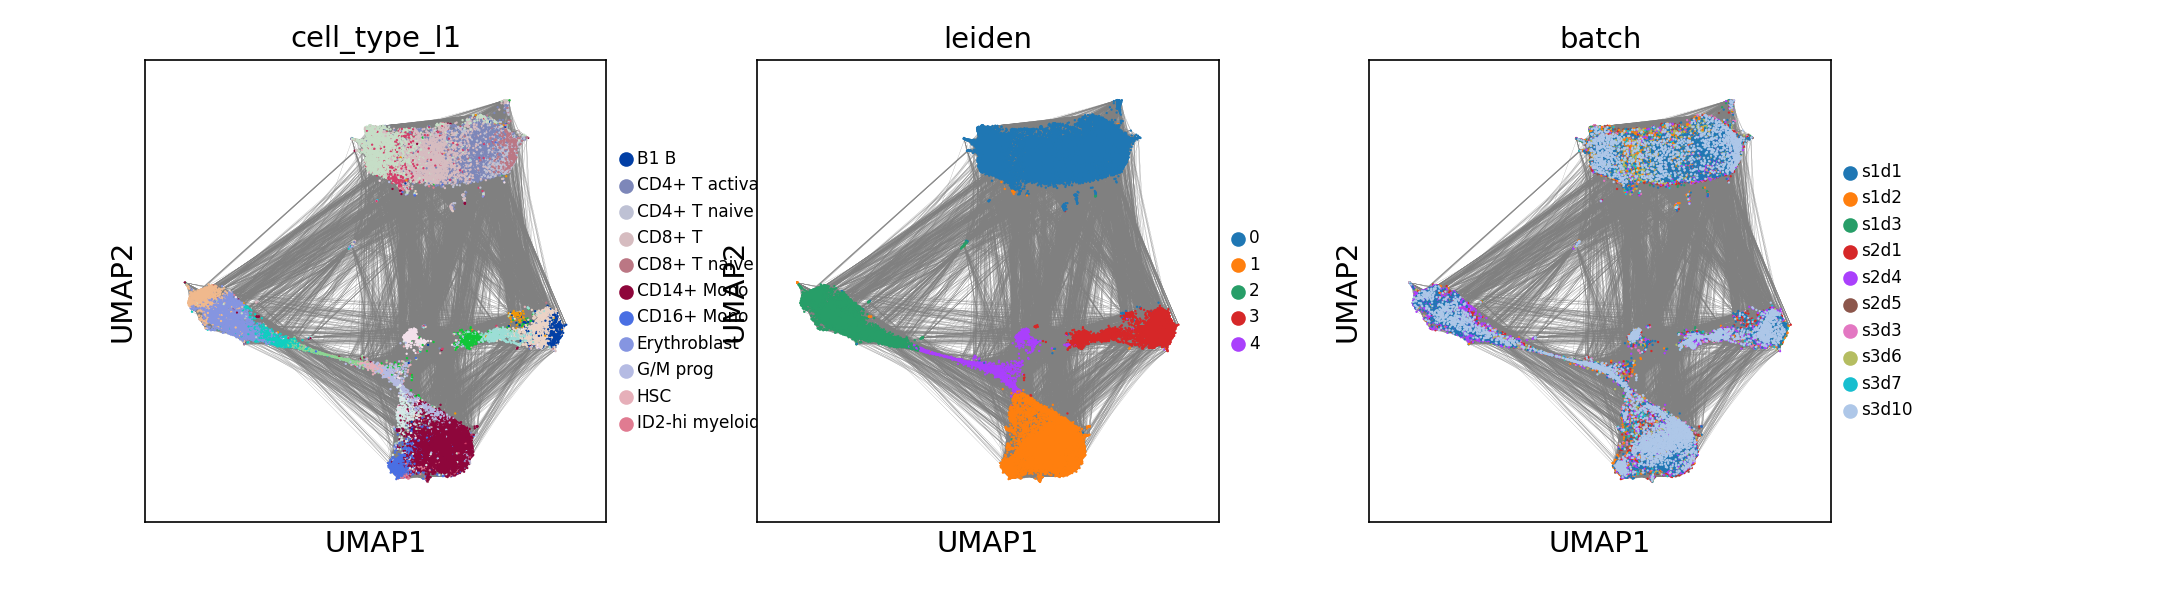 cell_type_l1
UMAP2
UMAP1
B1 B
CD4+ T activa
CD4+ T naive
CD8+ T
CD8+ T naive
CD14+ Mono
CD16+ Mono
Erythroblast
G/M prog
HSC
ID2-hi myeloid
leiden
UMAP2
UMAP1
0
1
2
3
4
batch
UMAP2
UMAP1
s1d1
s1d2
s1d3
s2d1
s2d4
s2d5
s3d3
s3d6
s3d7
s3d10